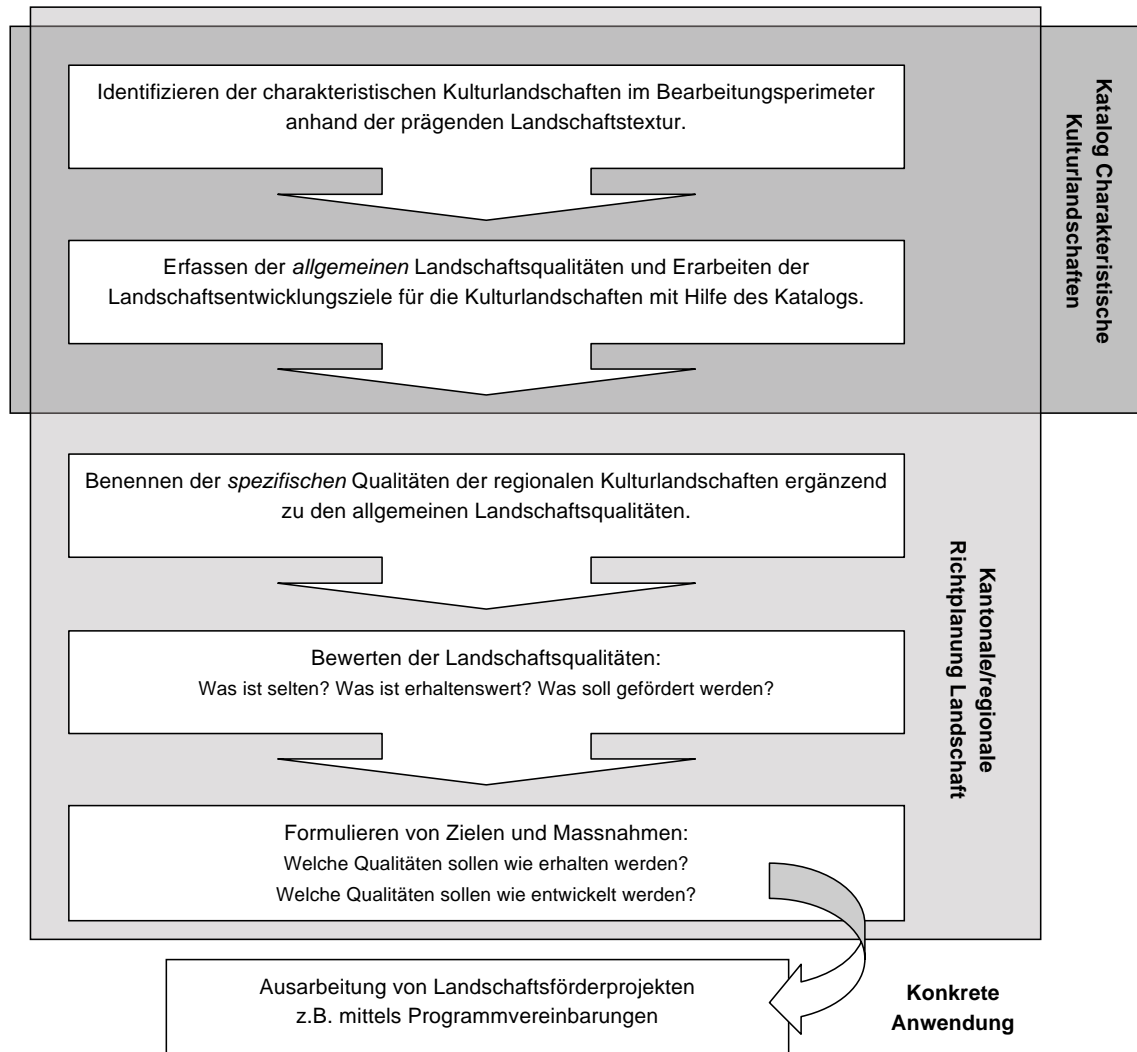 Identifizieren der charakteristischen Kulturlandschaften im Bearbeitungsperimeter
anhand der prägenden Landschaftstextur.
Erfassen der allgemeinen Landschaftsqualitäten und Erarbeiten der
Landschaftsentwicklungsziele für die Kulturlandschaften mit Hilfe des Katalogs.
Katalog Charakteristische
Kulturlandschaften
Benennen der spezifischen Qualitäten der regionalen Kulturlandschaften ergänzend
zu den allgemeinen Landschaftsqualitäten.
Bewerten der Landschaftsqualitäten:
Was ist selten? Was ist erhaltenswert? Was soll gefördert werden?
Formulieren von Zielen und Massnahmen:
Welche Qualitäten sollen wie erhalten werden?
Welche Qualitäten sollen wie entwickelt werden?
Kantonale/regionale
Richtplanung Landschaft
Ausarbeitung von Landschaftsförderprojekten
z.B. mittels Programmvereinbarungen
Konkrete
Anwendung